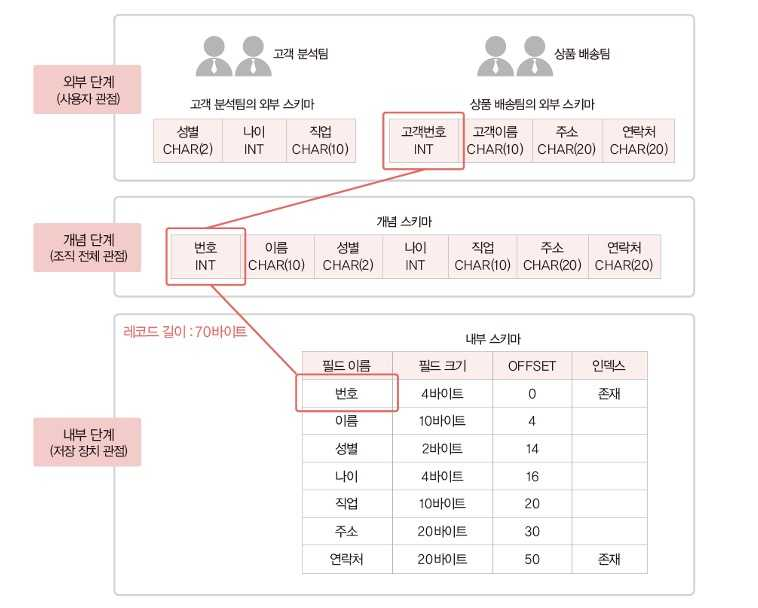 고객 분석팀
상품 배송팀
외부 단계
(사용자 관점)
고객 분석팀의 외부 스키마
상품 배송팀의 외부 스키마
성별 나이 직업
CHAR(2) INT CHAR(10)
고객번호 고객이름 주소 연락처
INT CHAR(10) CHAR(20) CHAR(20)
개념 단계
(조직 전체 관점)
개념 스키마
번호 이름 성별 나이 직업 주소 연락처
INT CHAR(10) CHAR(2) INT CHAR(10) CHAR(20) CHAR(20)
내부 단계
(저장 장치 관점)
레코드 길이 : 70바이트
내부 스키마
필드 이름 필드 크기 OFFSET 인덱스
번호 4바이트 0 존재
이름 10바이트 4
성별 2바이트 14
나이 4바이트 16
직업 10바이트 20
주소 20바이트 30
연락처 20바이트 50 존재